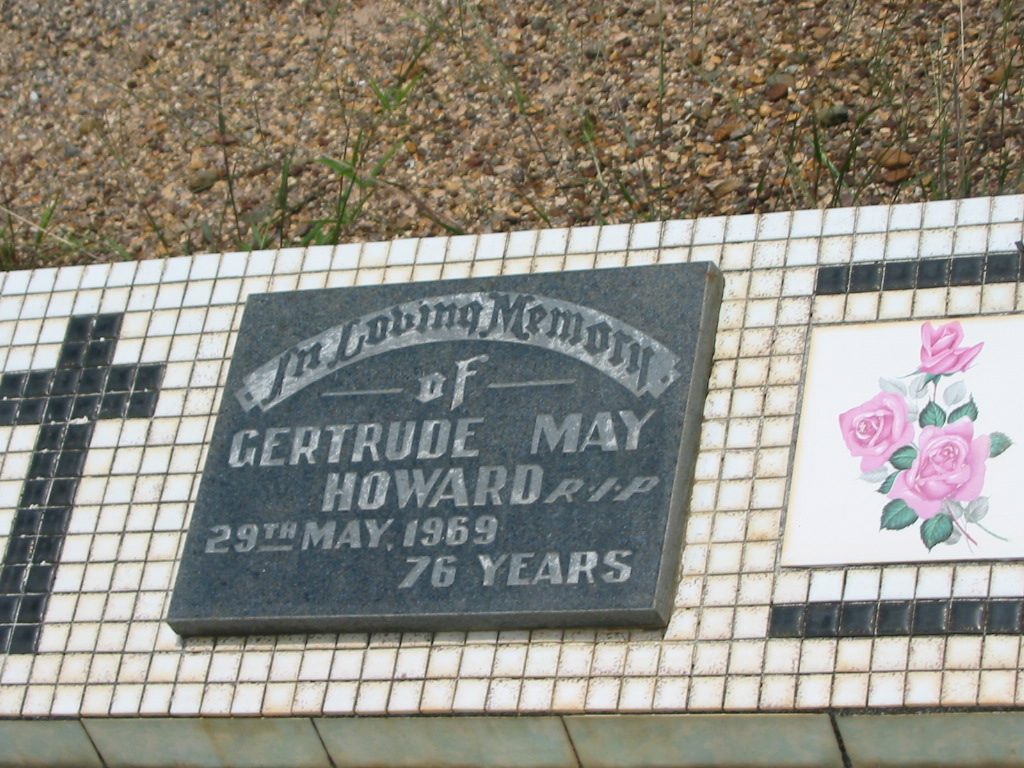 In Loving Memory
of
GERTRUDE MAY
HOWARD R.I.P
29TH MAY, 1969
76 YEARS